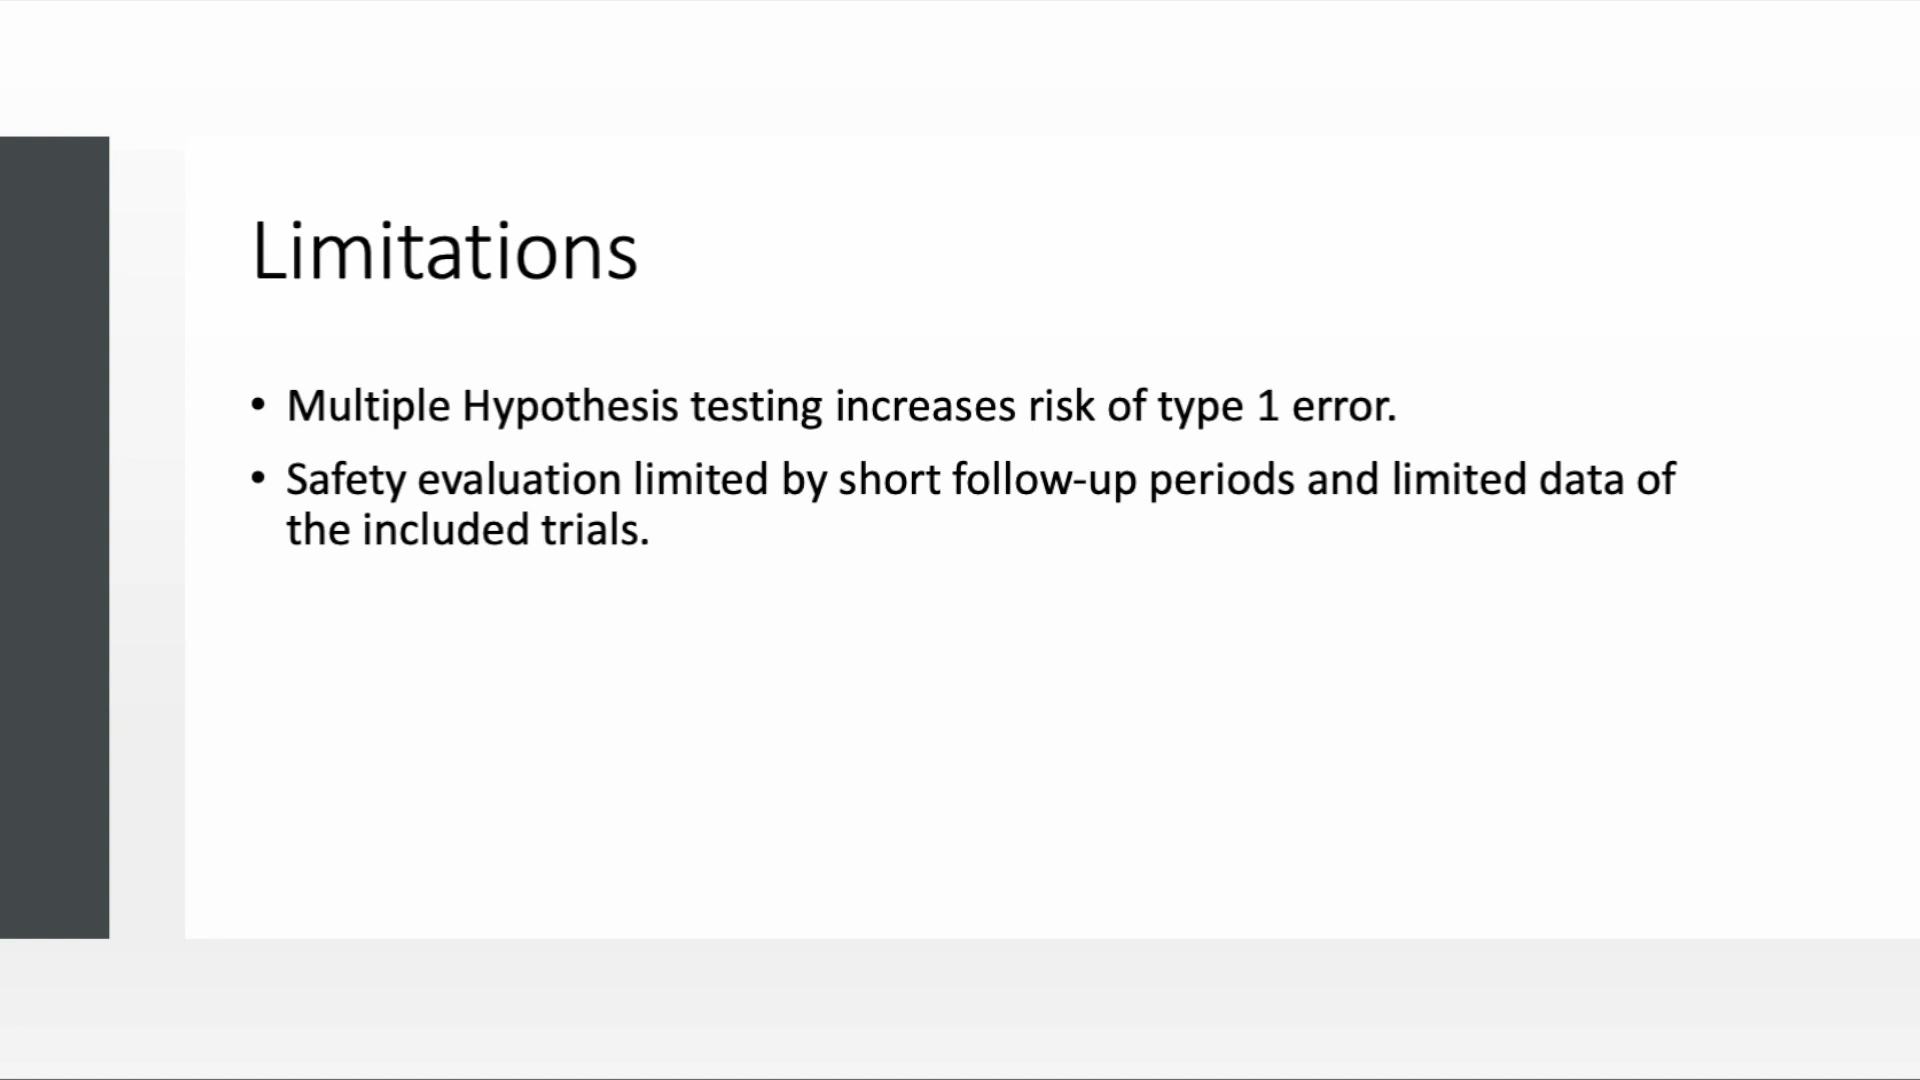 Limitations
• Multiple Hypothesis testing increases risk of type 1 error.
• Safety evaluation limited by short follow-up periods and limited data of
the included trials.